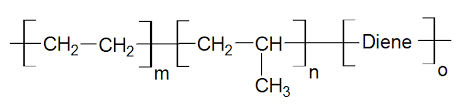 CH₂ CH₂ CH₂ CH Diene
m n o
CH₃